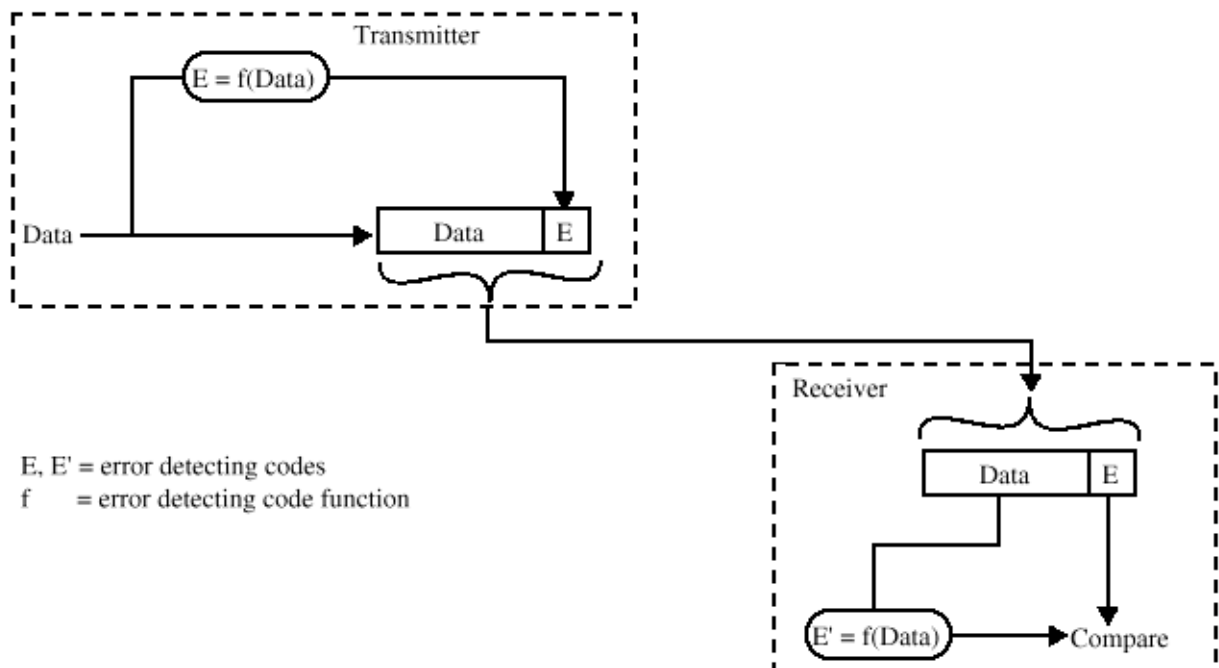 Transmitter
E = f(Data)
Data
Data
E
Receiver
E, E' = error detecting codes
f = error detecting code function
Data
E
E' = f(Data)
Compare